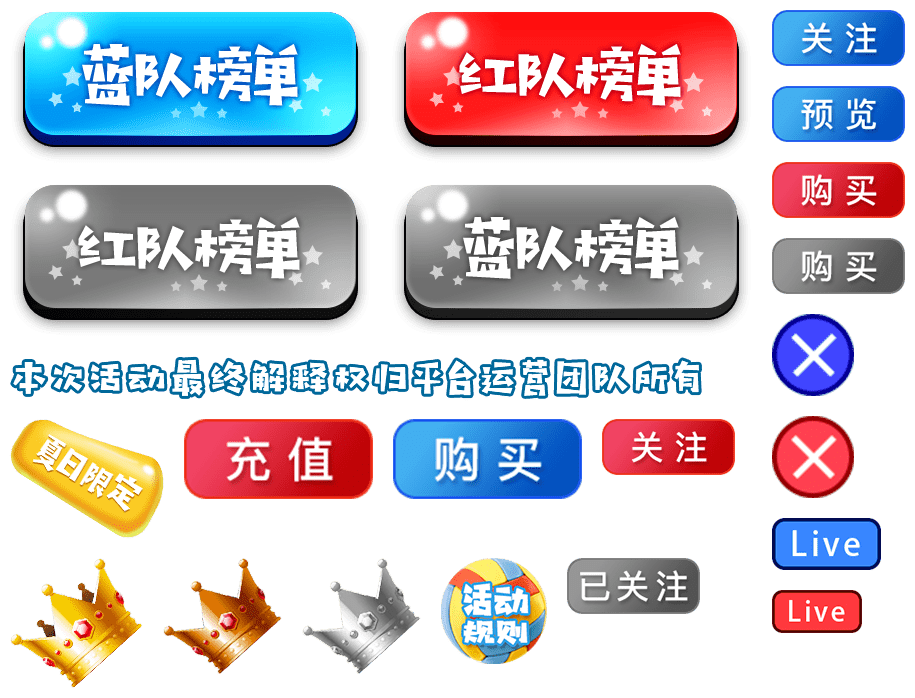 蓝队榜单
红队榜单
关注
预览
购买
红队榜单
蓝队榜单
购买
本次活动最终解释权归平台运营团队所有
夏日限定
充值
购买
关注
Live
活动
规则
已关注
Live